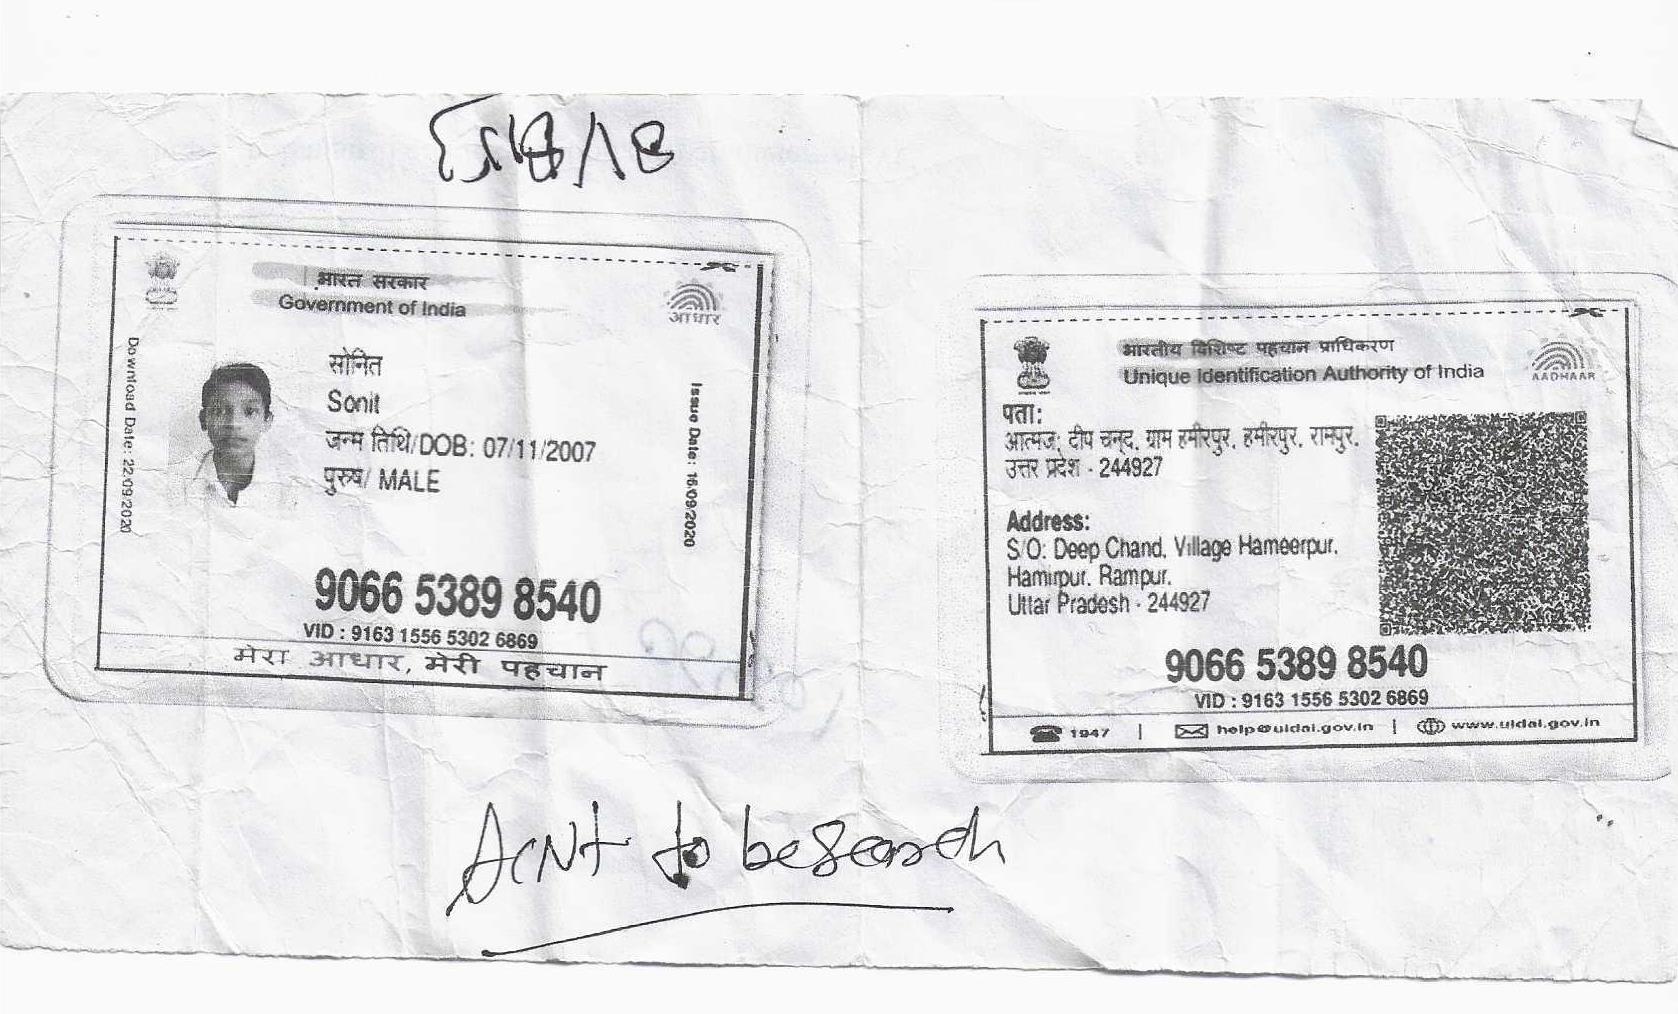 भारत सरकार
Government of India
आधार
Download Date: 22/09/2020
सोनित
Sonit
जन्म तिथि/DOB: 07/11/2007
पुरुष/ MALE
Issue Date: 16/09/2020
9066 5389 8540
VID : 9163 1556 5302 6869
मेरा आधार, मेरी पहचान
भारतीय विशिष्ट पहचान प्राधिकरण
Unique Identification Authority of India
AADHAAR
पता:
आत्मज: दीप चन्द, ग्राम हमीरपुर, हमीरपुर, रामपुर,
उत्तर प्रदेश - 244927
Address:
S/O: Deep Chand, Village Hameerpur,
Hamirpur, Rampur,
Uttar Pradesh - 244927
9066 5389 8540
VID : 9163 1556 5302 6869
1947 | help@uidai.gov.in | www.uidai.gov.in
Acnt to besearch